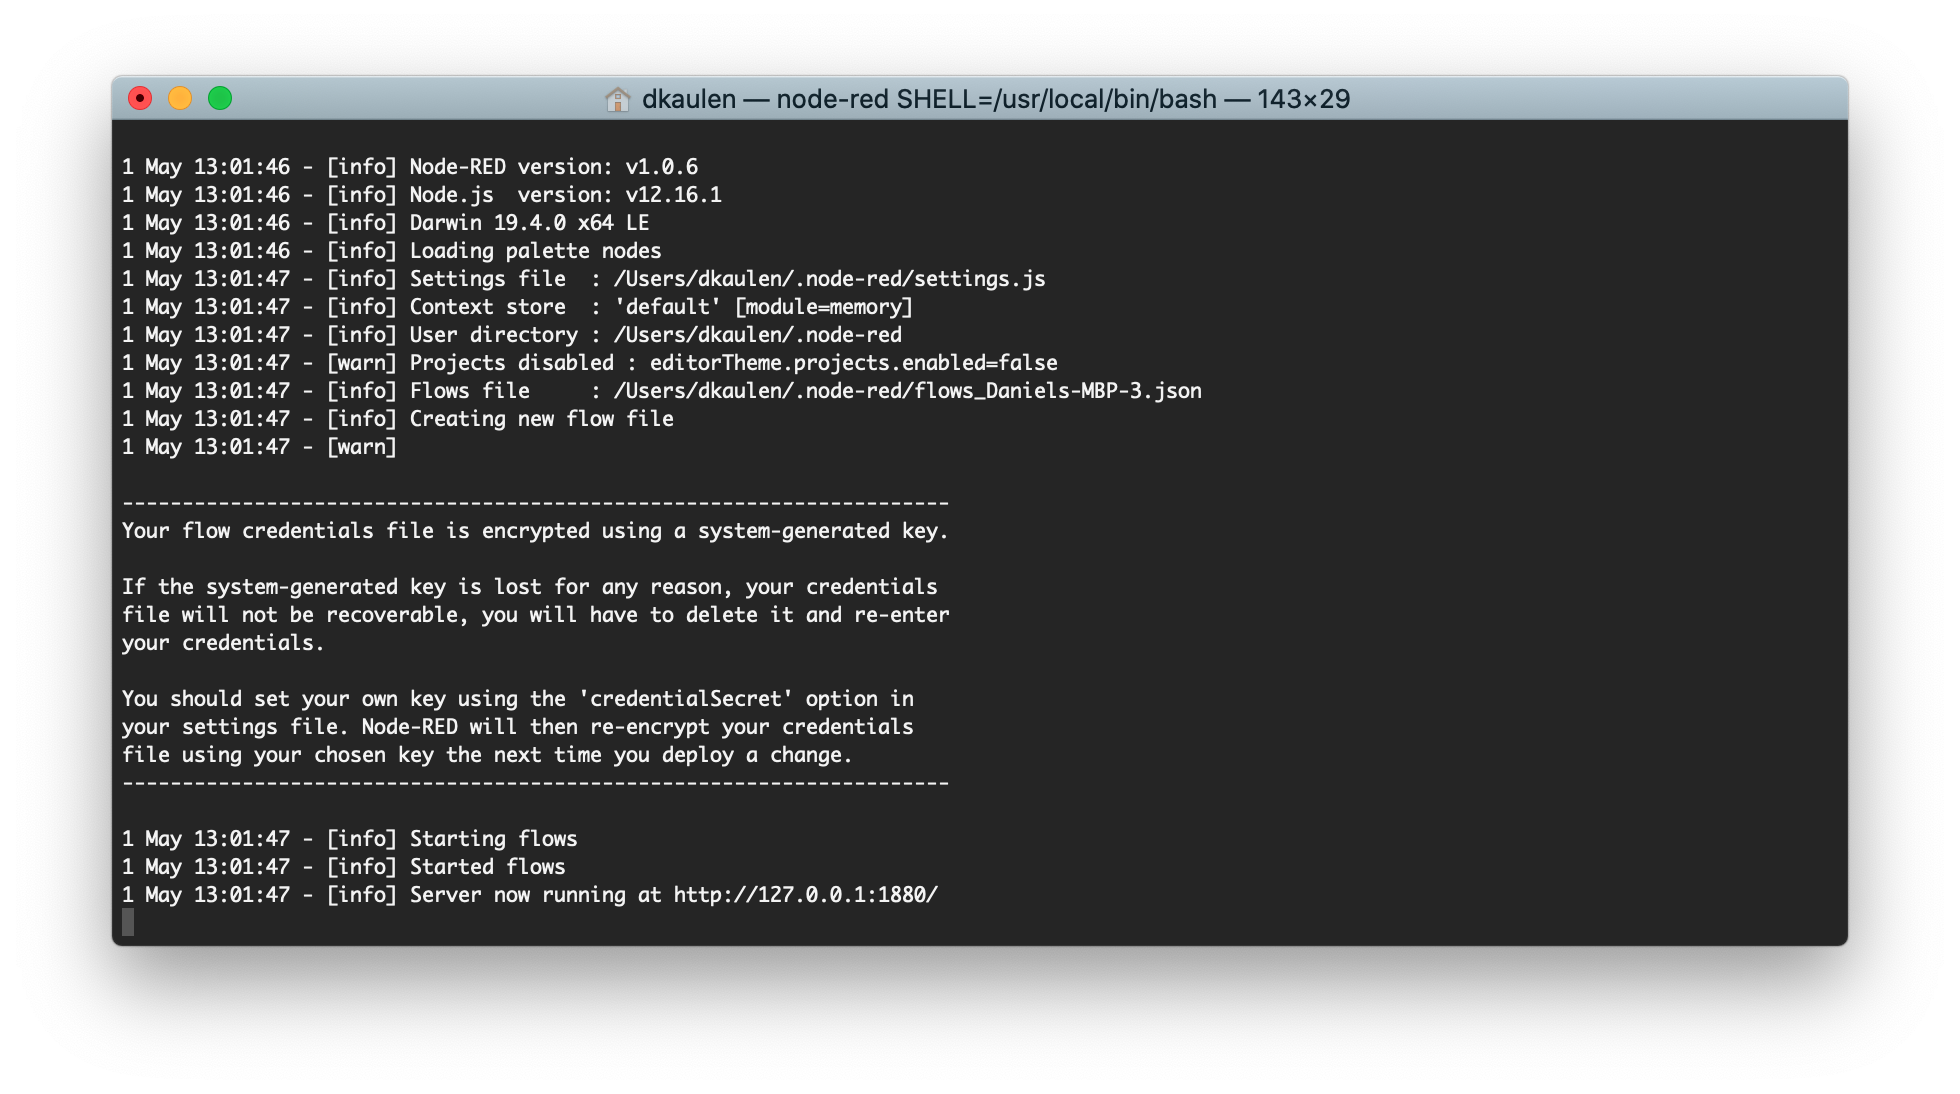 dkaulen — node-red SHELL=/usr/local/bin/bash — 143×29
1 May 13:01:46 - [info] Node-RED version: v1.0.6
1 May 13:01:46 - [info] Node.js  version: v12.16.1
1 May 13:01:46 - [info] Darwin 19.4.0 x64 LE
1 May 13:01:46 - [info] Loading palette nodes
1 May 13:01:47 - [info] Settings file  : /Users/dkaulen/.node-red/settings.js
1 May 13:01:47 - [info] Context store  : 'default' [module=memory]
1 May 13:01:47 - [info] User directory : /Users/dkaulen/.node-red
1 May 13:01:47 - [warn] Projects disabled : editorTheme.projects.enabled=false
1 May 13:01:47 - [info] Flows file     : /Users/dkaulen/.node-red/flows_Daniels-MBP-3.json
1 May 13:01:47 - [info] Creating new flow file
1 May 13:01:47 - [warn]
---------------------------------------------------------------------
Your flow credentials file is encrypted using a system-generated key.
If the system-generated key is lost for any reason, your credentials
file will not be recoverable, you will have to delete it and re-enter
your credentials.
You should set your own key using the 'credentialSecret' option in
your settings file. Node-RED will then re-encrypt your credentials
file using your chosen key the next time you deploy a change.
---------------------------------------------------------------------
1 May 13:01:47 - [info] Starting flows
1 May 13:01:47 - [info] Started flows
1 May 13:01:47 - [info] Server now running at http://127.0.0.1:1880/